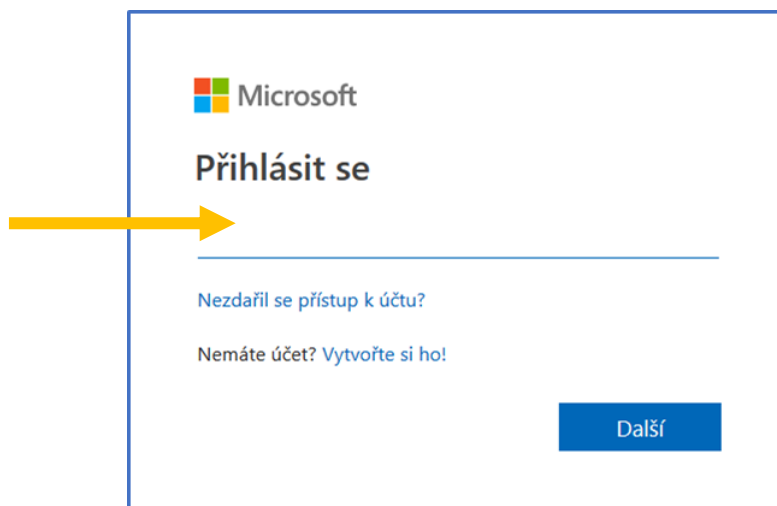 Microsoft
Přihlásit se
Nezdařil se přístup k účtu?
Nemáte účet? Vytvořte si ho!
Další